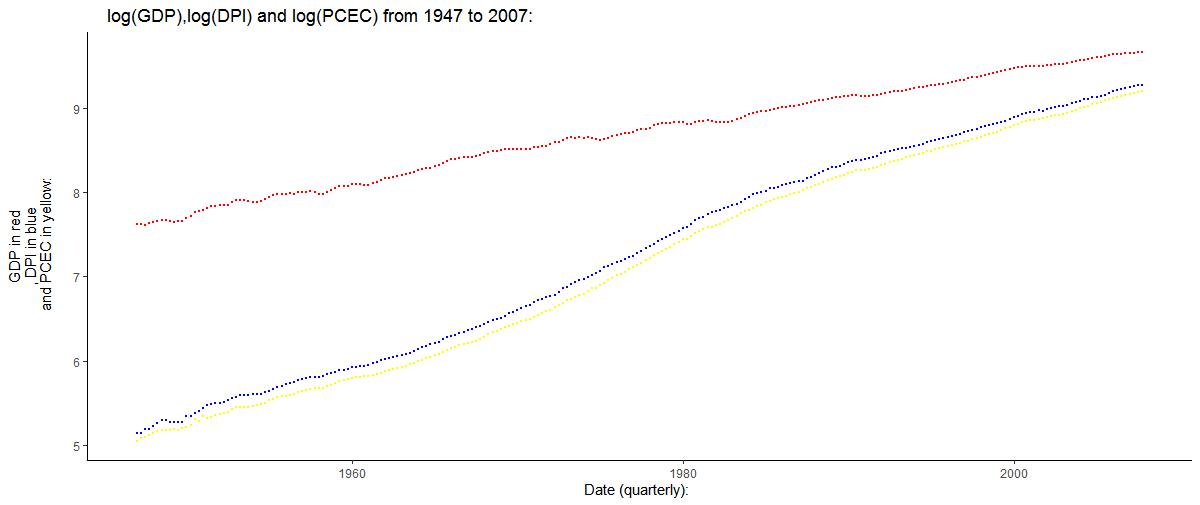 log(GDP),log(DPI) and log(PCEC) from 1947 to 2007:
GDP in red
,DPI in blue
and PCEC in yellow:
9
8
7
6
5
1960 1980 2000
Date (quarterly):